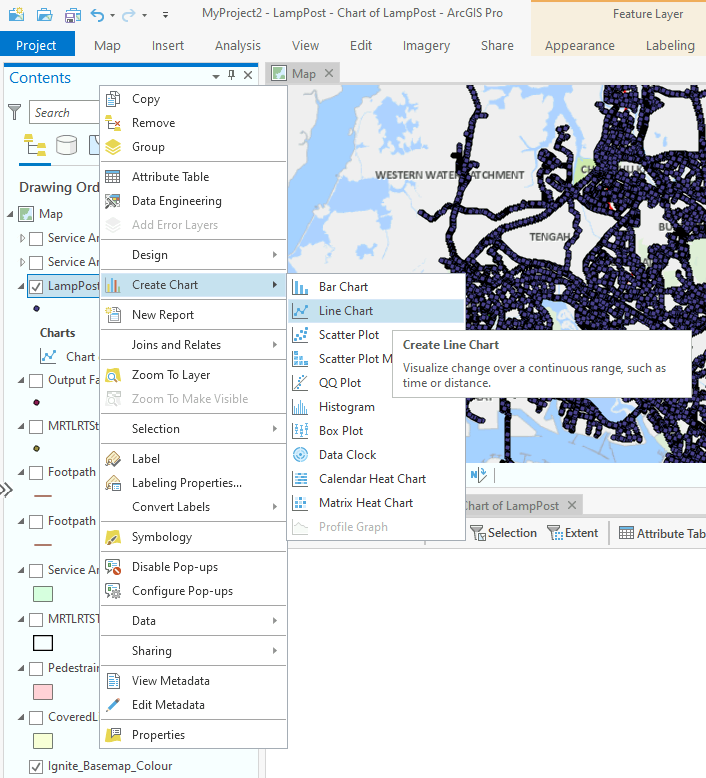 MyProject2 - LampPost - Chart of LampPost - ArcGIS Pro
Feature Layer
Project
Map
Insert
Analysis
View
Edit
Imagery
Share
Appearance
Labeling
Contents
Search
Drawing Ord
Map
Service Ar
Service Ar
LampPost
Charts
Chart
Output Fa
MRTLRTSt
Footpath
Footpath
Service Ar
MRTLRTST
Pedestrain
CoveredL
Ignite_Basemap_Colour
Copy
Remove
Group
Attribute Table
Data Engineering
Add Error Layers
Design
Create Chart
New Report
Joins and Relates
Zoom To Layer
Zoom To Make Visible
Selection
Label
Labeling Properties...
Convert Labels
Symbology
Disable Pop-ups
Configure Pop-ups
Data
Sharing
View Metadata
Edit Metadata
Properties
Bar Chart
Line Chart
Scatter Plot
Scatter Plot M
QQ Plot
Histogram
Box Plot
Data Clock
Calendar Heat Chart
Matrix Heat Chart
Profile Graph
Create Line Chart
Visualize change over a continuous range, such as
time or distance.
Map
WESTERN WATER CATCHMENT
TENGAH
Chart of LampPost
Selection
Extent
Attribute Tab